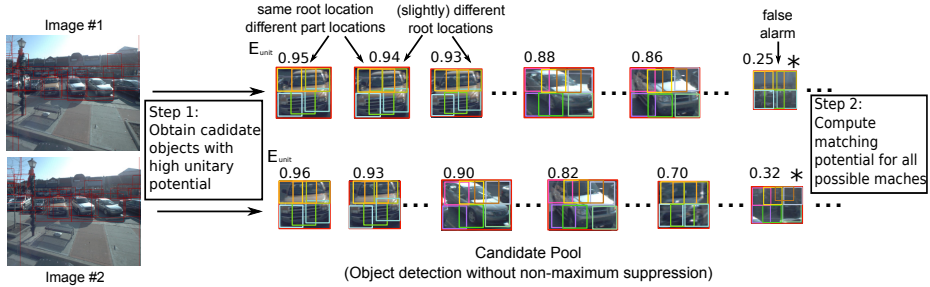 Image #1
same root location
different part locations
(slightly) different
root locations
false
alarm
E unit
0.95
0.94
0.93
0.88
0.86
0.25 *
...
...
...
...
Step 1:
Obtain cadidate
objects with
high unitary
potential
Step 2:
Compute
matching
potential for all
possible maches
E unit
0.96
0.93
0.90
0.82
0.70
0.32 *
...
...
...
...
Image #2
Candidate Pool
(Object detection without non-maximum suppression)